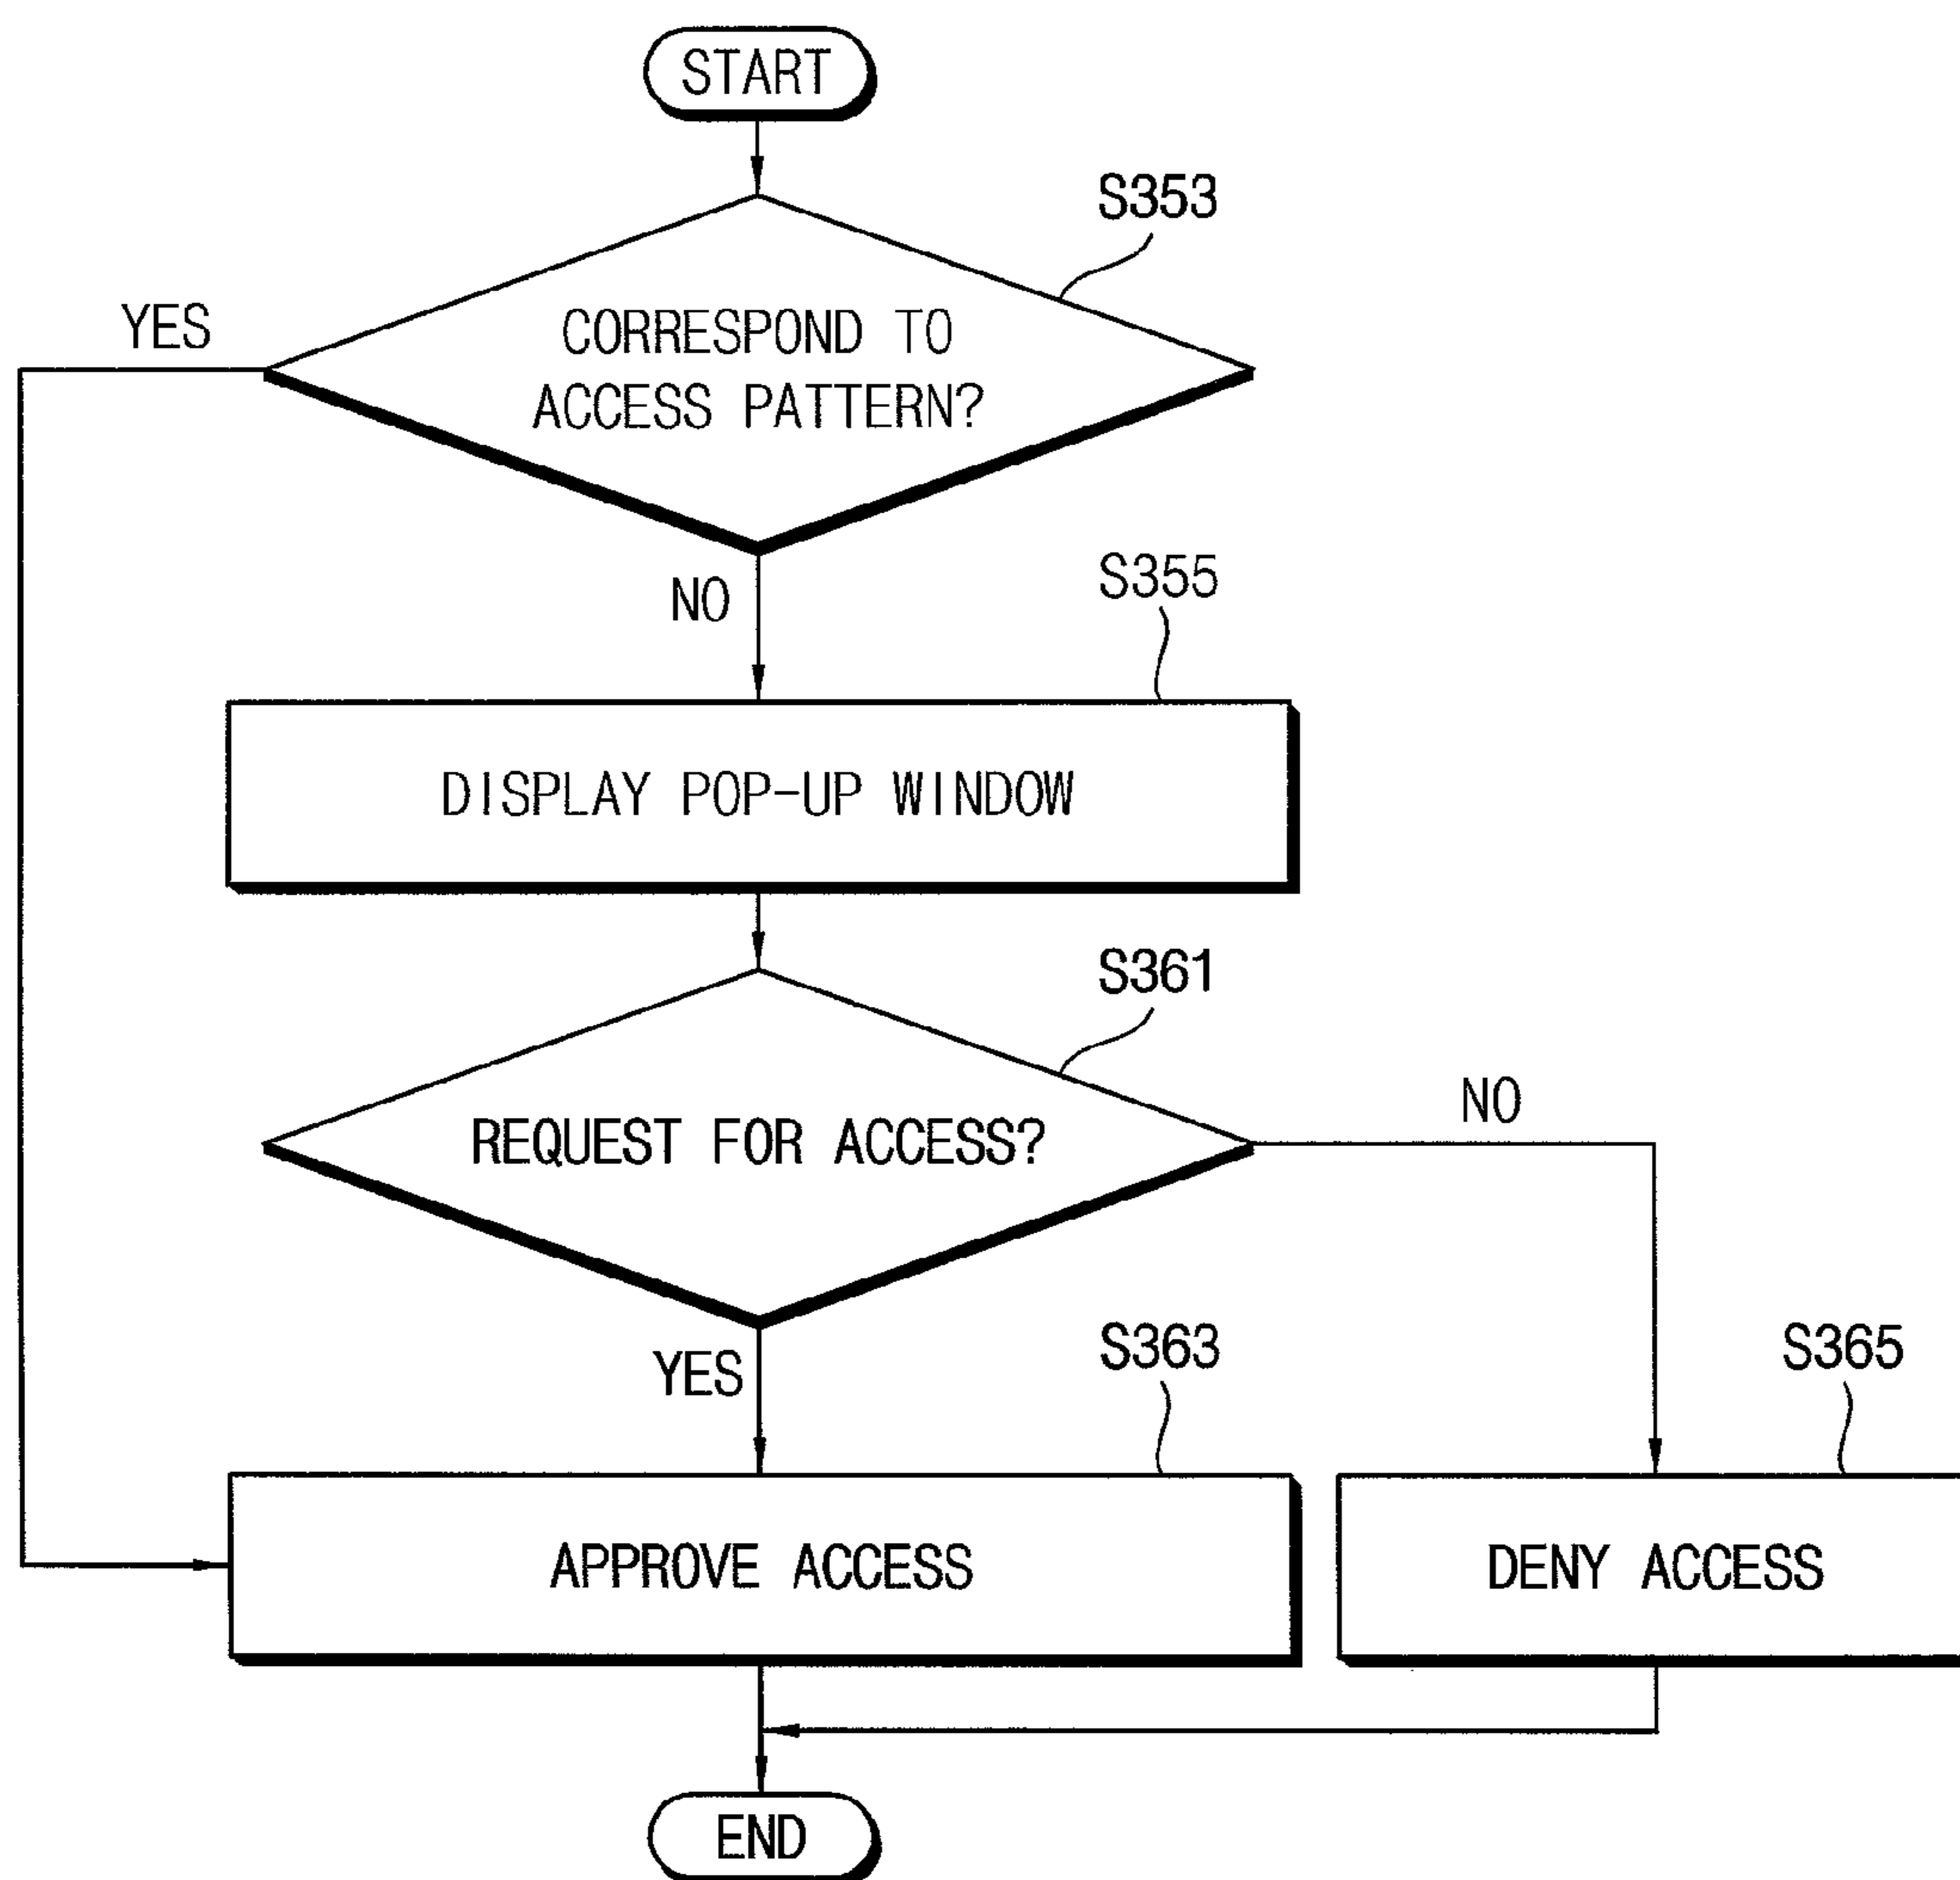 START
S353
YES
CORRESPOND TO
ACCESS PATTERN?
NO
S355
DISPLAY POP-UP WINDOW
S361
REQUEST FOR ACCESS?
NO
YES
S363
S365
APPROVE ACCESS
DENY ACCESS
END